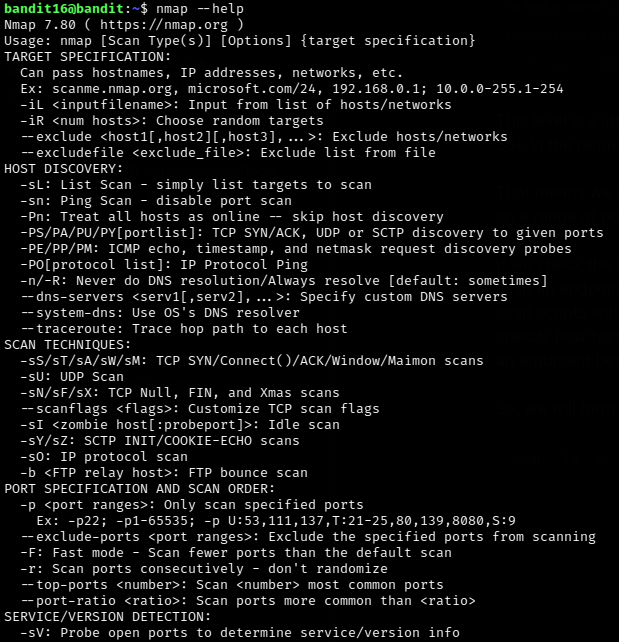 bandit16@bandit:~$ nmap --help
Nmap 7.80 ( https://nmap.org )
Usage: nmap [Scan Type(s)] [Options] {target specification}
TARGET SPECIFICATION:
  Can pass hostnames, IP addresses, networks, etc.
  Ex: scanme.nmap.org, microsoft.com/24, 192.168.0.1; 10.0.0-255.1-254
  -iL <inputfilename>: Input from list of hosts/networks
  -iR <num hosts>: Choose random targets
  --exclude <host1[,host2][,host3],...>: Exclude hosts/networks
  --excludefile <exclude_file>: Exclude list from file
HOST DISCOVERY:
  -sL: List Scan - simply list targets to scan
  -sn: Ping Scan - disable port scan
  -Pn: Treat all hosts as online -- skip host discovery
  -PS/PA/PU/PY[portlist]: TCP SYN/ACK, UDP or SCTP discovery to given ports
  -PE/PP/PM: ICMP echo, timestamp, and netmask request discovery probes
  -PO[protocol list]: IP Protocol Ping
  -n/-R: Never do DNS resolution/Always resolve [default: sometimes]
  --dns-servers <serv1[,serv2],...>: Specify custom DNS servers
  --system-dns: Use OS's DNS resolver
  --traceroute: Trace hop path to each host
SCAN TECHNIQUES:
  -sS/sT/sA/sW/sM: TCP SYN/Connect()/ACK/Window/Maimon scans
  -sU: UDP Scan
  -sN/sF/sX: TCP Null, FIN, and Xmas scans
  --scanflags <flags>: Customize TCP scan flags
  -sI <zombie host[:probeport]>: Idle scan
  -sY/sZ: SCTP INIT/COOKIE-ECHO scans
  -sO: IP protocol scan
  -b <FTP relay host>: FTP bounce scan
PORT SPECIFICATION AND SCAN ORDER:
  -p <port ranges>: Only scan specified ports
    Ex: -p22; -p1-65535; -p U:53,111,137,T:21-25,80,139,8080,S:9
  --exclude-ports <port ranges>: Exclude the specified ports from scanning
  -F: Fast mode - Scan fewer ports than the default scan
  -r: Scan ports consecutively - don't randomize
  --top-ports <number>: Scan <number> most common ports
  --port-ratio <ratio>: Scan ports more common than <ratio>
SERVICE/VERSION DETECTION:
  -sV: Probe open ports to determine service/version info